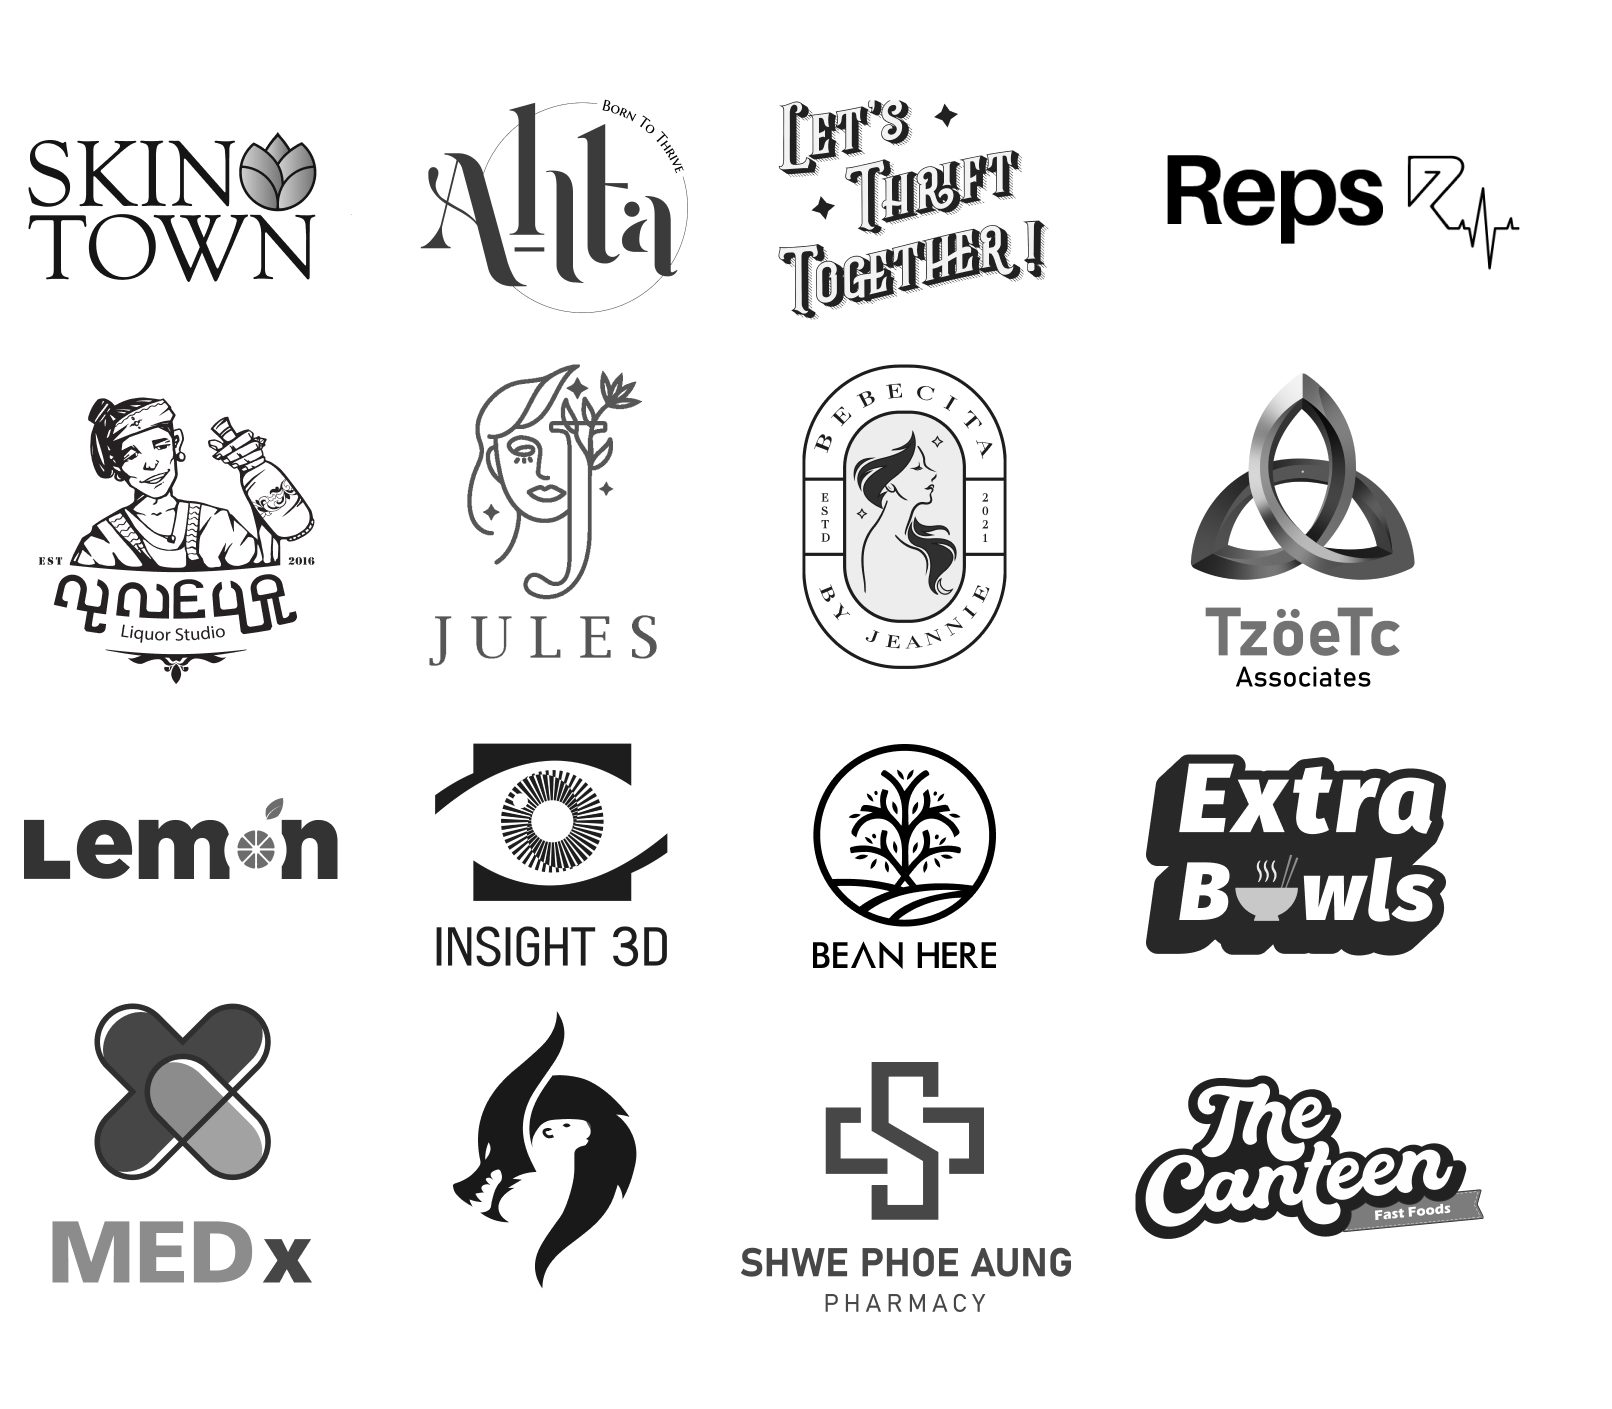 SKIN
TOWN
Ahta
BORN TO THRIVE
LET'S
THRIFT
TOGETHER!
Reps
EST
2016
Liquor Studio
JULES
BEBECITA
ESTD
2021
BY JEANNIE
TzöeTc
Associates
Lemon
INSIGHT 3D
BEAN HERE
Extra
Bowls
MEDx
SHWE PHOE AUNG
PHARMACY
The
Canteen
Fast Foods